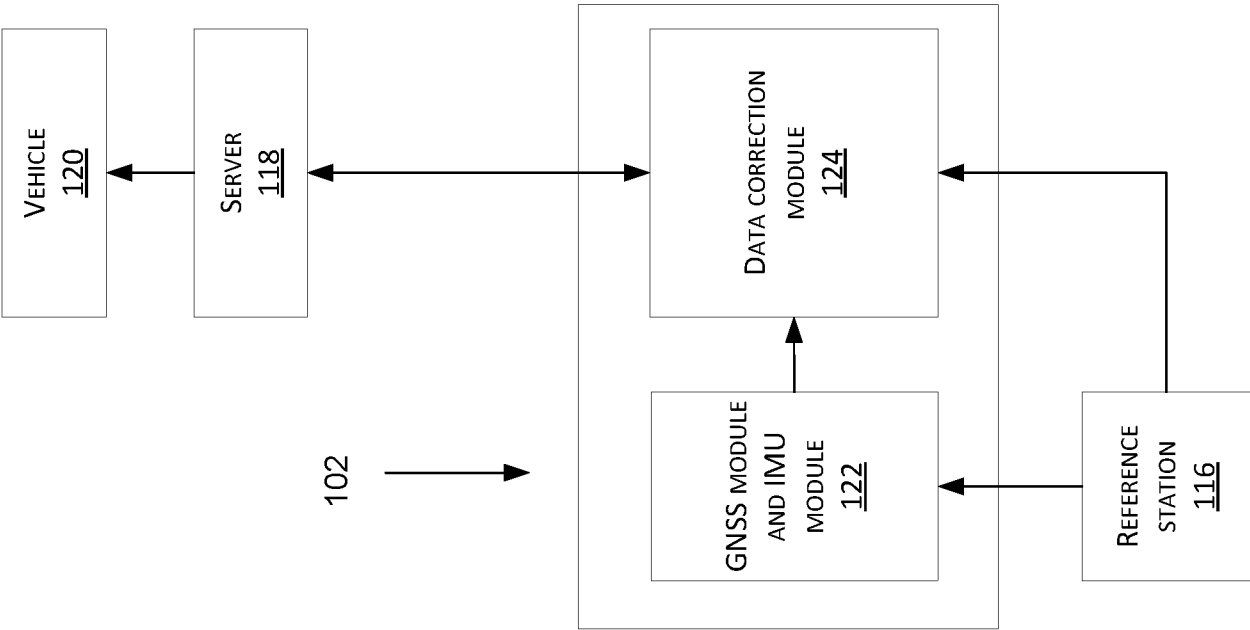 VEHICLE
120
SERVER
118
DATA CORRECTION
MODULE
124
102
GNSS MODULE
AND IMU
MODULE
122
REFERENCE
STATION
116